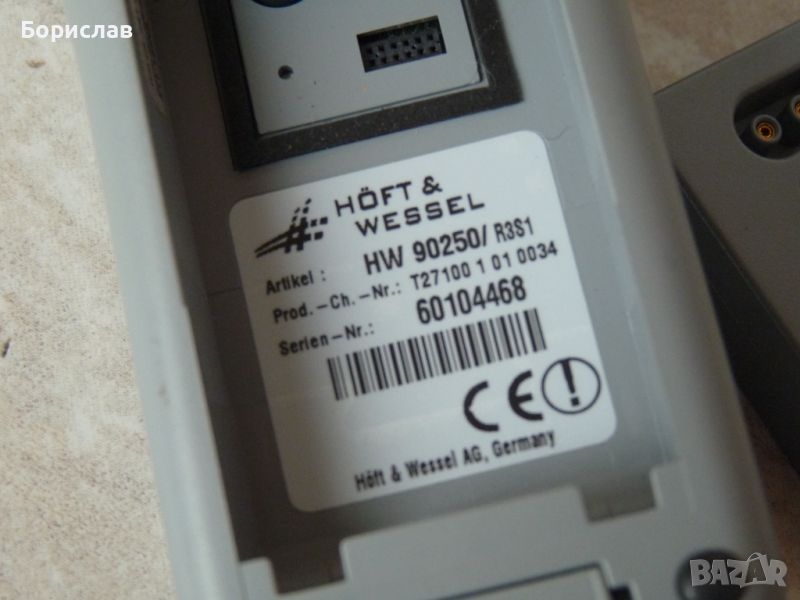 Борислав
HÖFT &
WESSEL
Artikel : HW 90250/ R3S1
Prod.-Ch.-Nr.: T27100 1 01 0034
Serien-Nr.: 60104468
CE
Höft & Wessel AG, Germany
BAZAR